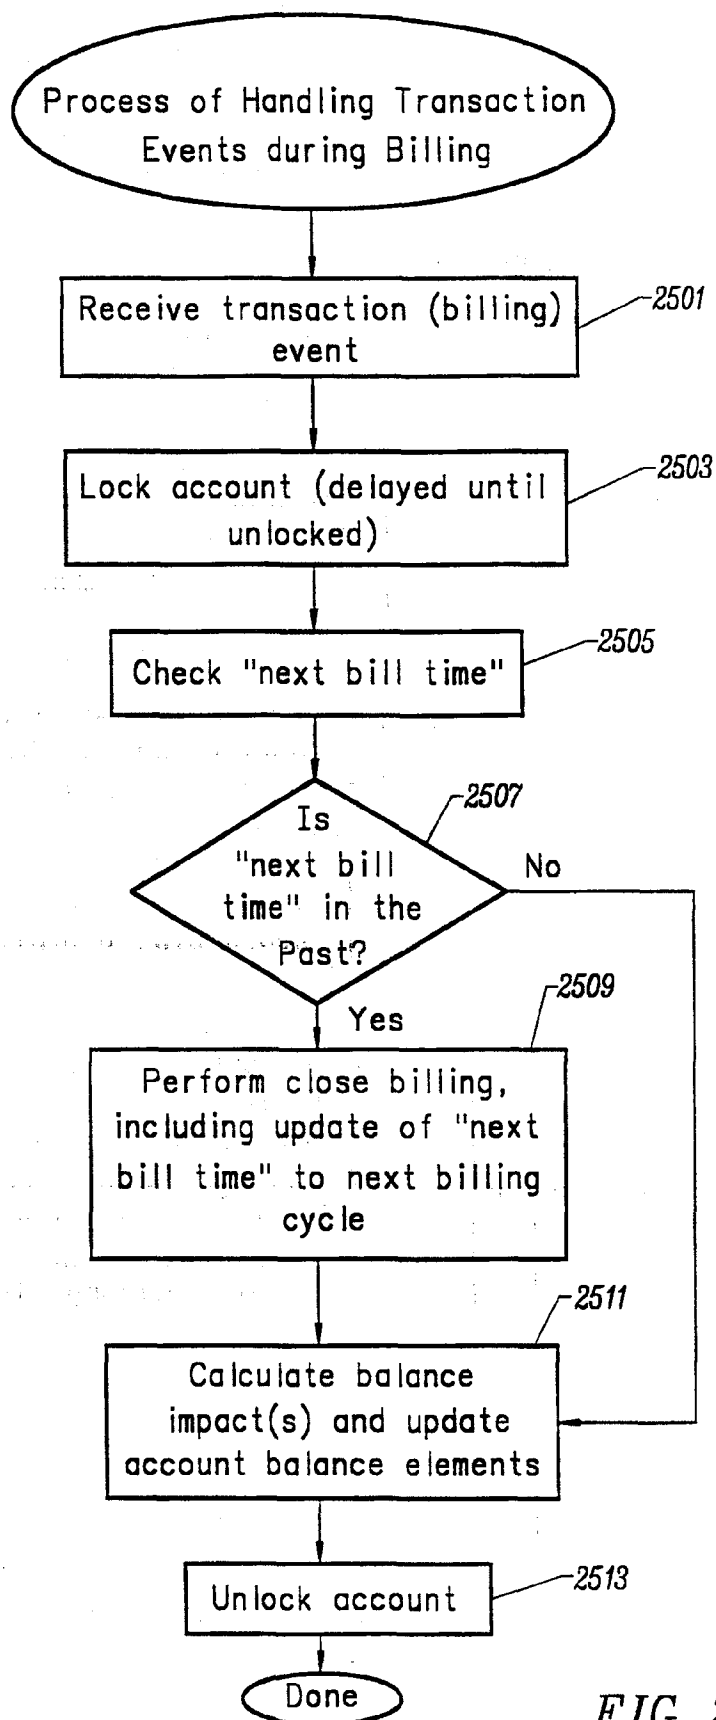 Process of Handling Transaction
Events during Billing
Receive transaction (billing)
event
2501
Lock account (delayed until
unlocked)
2503
Check "next bill time"
2505
Is
"next bill
time" in the
Past?
2507
No
Yes
Perform close billing,
including update of "next
bill time" to next billing
cycle
2509
Calculate balance
impact(s) and update
account balance elements
2511
Unlock account
2513
Done
FIG.